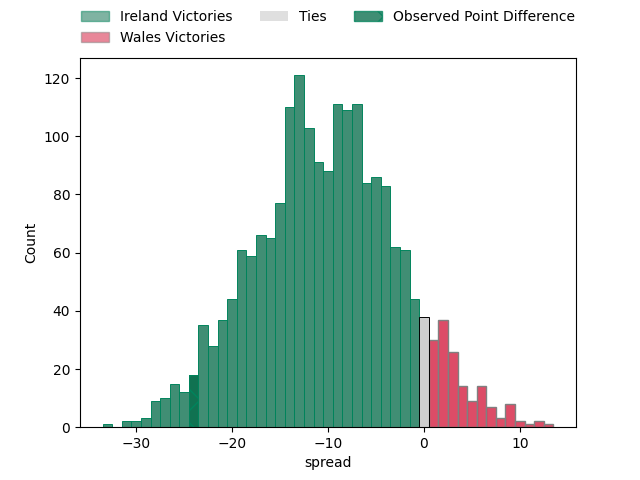 Ireland Victories
Ties
Observed Point Difference
Wales Victories
Count
120
100
80
60
40
20
0
−30
−20
−10
0
10
spread